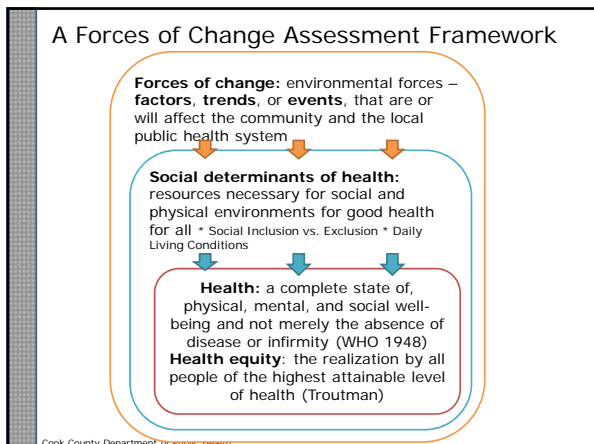 A Forces of Change Assessment Framework
Forces of change: environmental forces –
factors, trends, or events, that are or
will affect the community and the local
public health system
Social determinants of health:
resources necessary for social and
physical environments for good health
for all * Social Inclusion vs. Exclusion * Daily
Living Conditions
Health: a complete state of,
physical, mental, and social well-
being and not merely the absence of
disease or infirmity (WHO 1948)
Health equity: the realization by all
people of the highest attainable level
of health (Troutman)
Cook County Department of Public Health